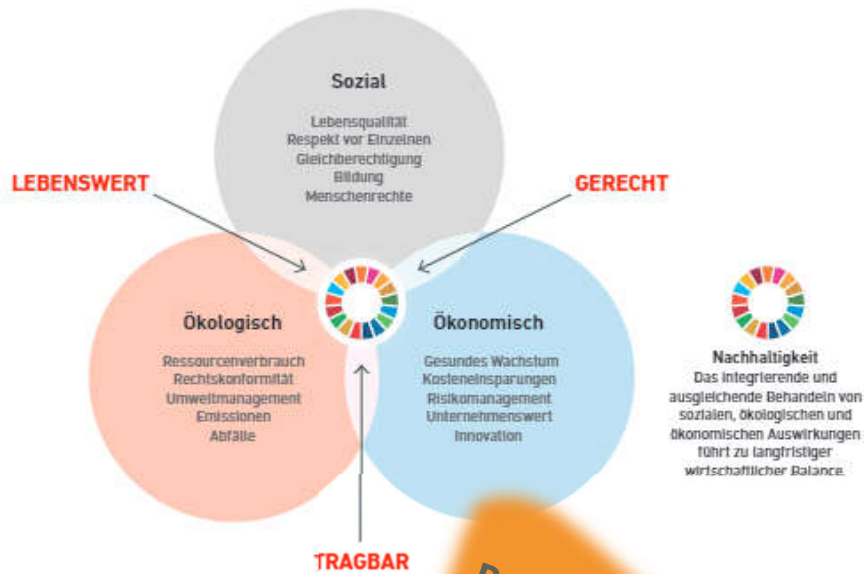 Sozial
Lebensqualität
Respekt vor Einzelnen
Gleichberechtigung
Bildung
Menschenrechte
LEBENSWERT
GERECHT
Ökologisch
Ressourcenverbrauch
Rechtskonformität
Umweltmanagement
Emissionen
Abfälle
Ökonomisch
Gesundes Wachstum
Kosteneinsparungen
Risikomanagement
Unternehmenswert
Innovation
Nachhaltigkeit
Das integrierende und
ausgleichende Behandeln von
sozialen, ökologischen und
ökonomischen Auswirkungen
führt zu langfristiger
wirtschaftlicher Balance.
TRAGBAR